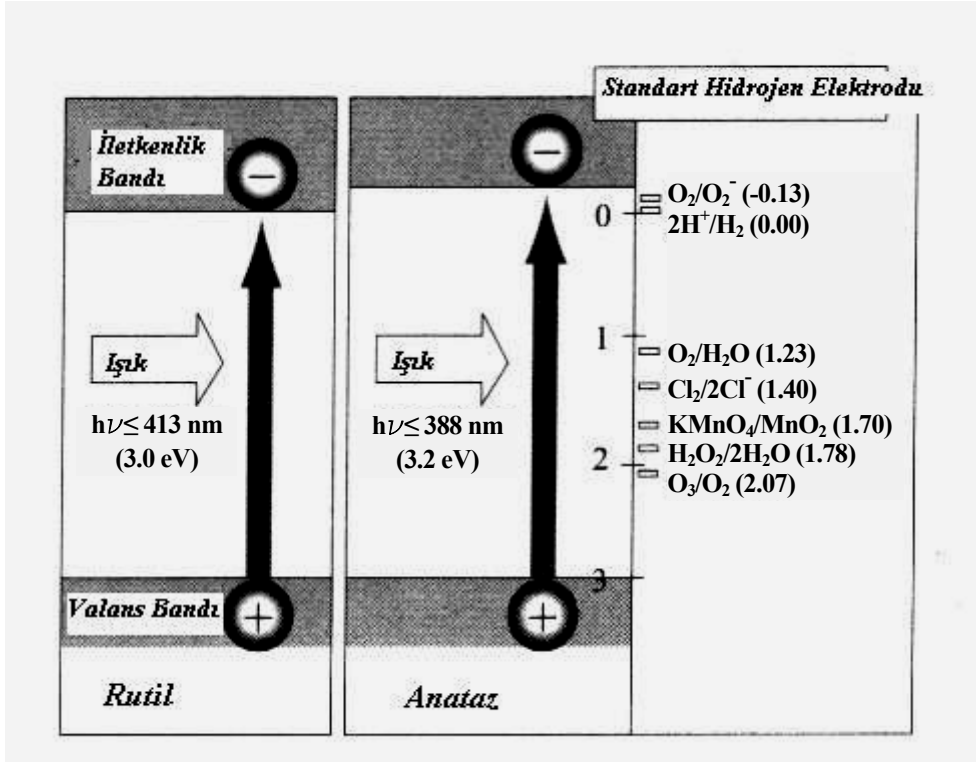 Standart Hidrojen Elektrodu
İletkenlik
Bandı
−
−
O₂/O₂⁻ (-0.13)
0
2H⁺/H₂ (0.00)
1
O₂/H₂O (1.23)
Işık
Işık
Cl₂/2Cl⁻ (1.40)
hν≤ 413 nm
(3.0 eV)
hν≤ 388 nm
(3.2 eV)
KMnO₄/MnO₂ (1.70)
H₂O₂/2H₂O (1.78)
2
O₃/O₂ (2.07)
3
Valans Bandı
+
+
Rutil
Anataz